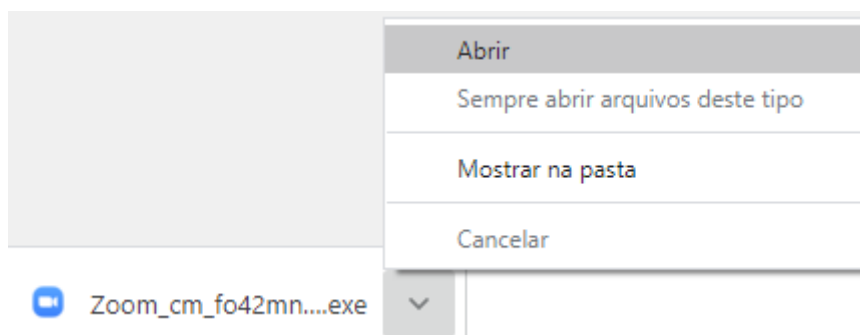 Abrir
Sempre abrir arquivos deste tipo
Mostrar na pasta
Cancelar
Zoom_cm_fo42mn....exe